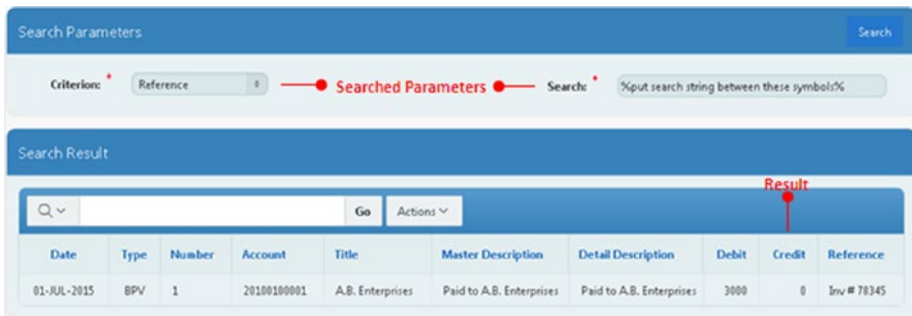 Search Parameters Search
Criterion: * Reference Searched Parameters Search: * %put search string between these symbols%
Search Result
Result
Go Actions
Date Type Number Account Title Master Description Detail Description Debit Credit Reference
01-JUL-2015 BPV 1 20100100001 A.B. Enterprises Paid to A.B. Enterprises Paid to A.B. Enterprises 3000 0 Inv # 78345